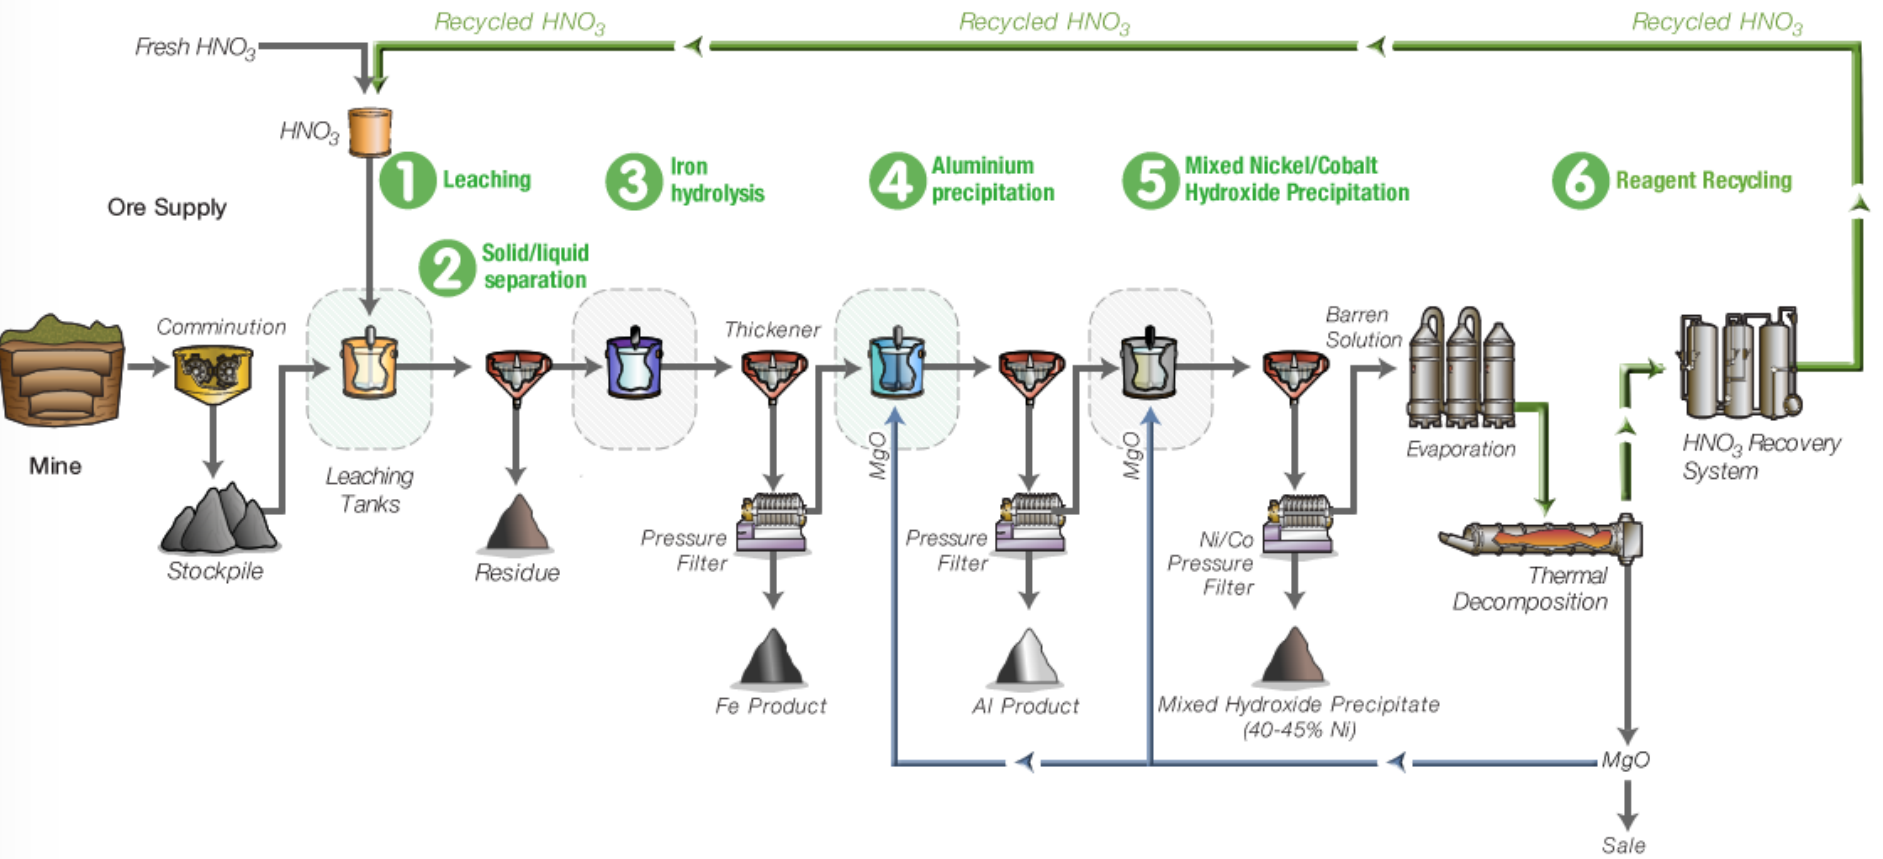 Recycled HNO3
Recycled HNO3
Recycled HNO3
Fresh HNO3
HNO3
1 Leaching
3 Iron
hydrolysis
4 Aluminium
precipitation
5 Mixed Nickel/Cobalt
Hydroxide Precipitation
6 Reagent Recycling
Ore Supply
2 Solid/liquid
separation
Comminution
Thickener
Barren
Solution
Mine
Leaching
Tanks
MgO
MgO
Evaporation
HNO3 Recovery
System
Stockpile
Residue
Pressure
Filter
Pressure
Filter
Ni/Co
Pressure
Filter
Thermal
Decomposition
Fe Product
Al Product
Mixed Hydroxide Precipitate
(40-45% Ni)
MgO
Sale